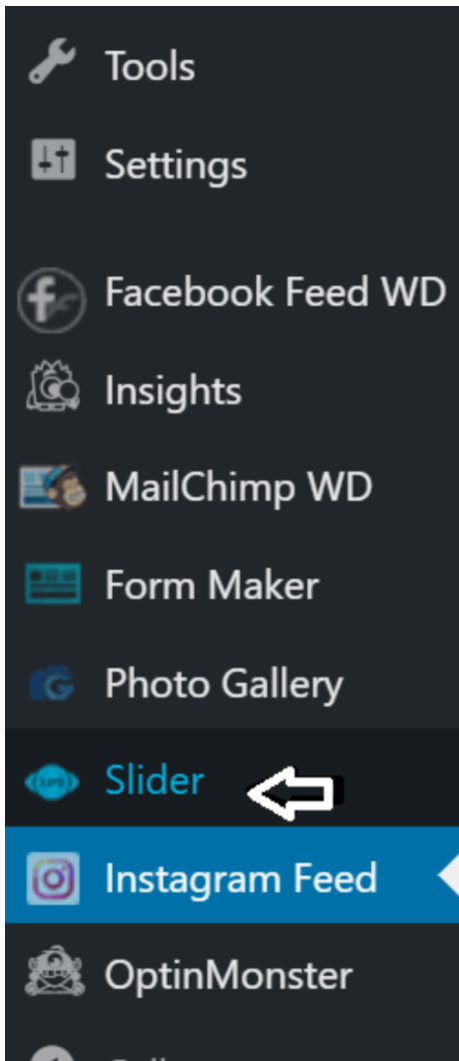 Tools
Settings
Facebook Feed WD
Insights
MailChimp WD
Form Maker
Photo Gallery
Slider
Instagram Feed
OptinMonster